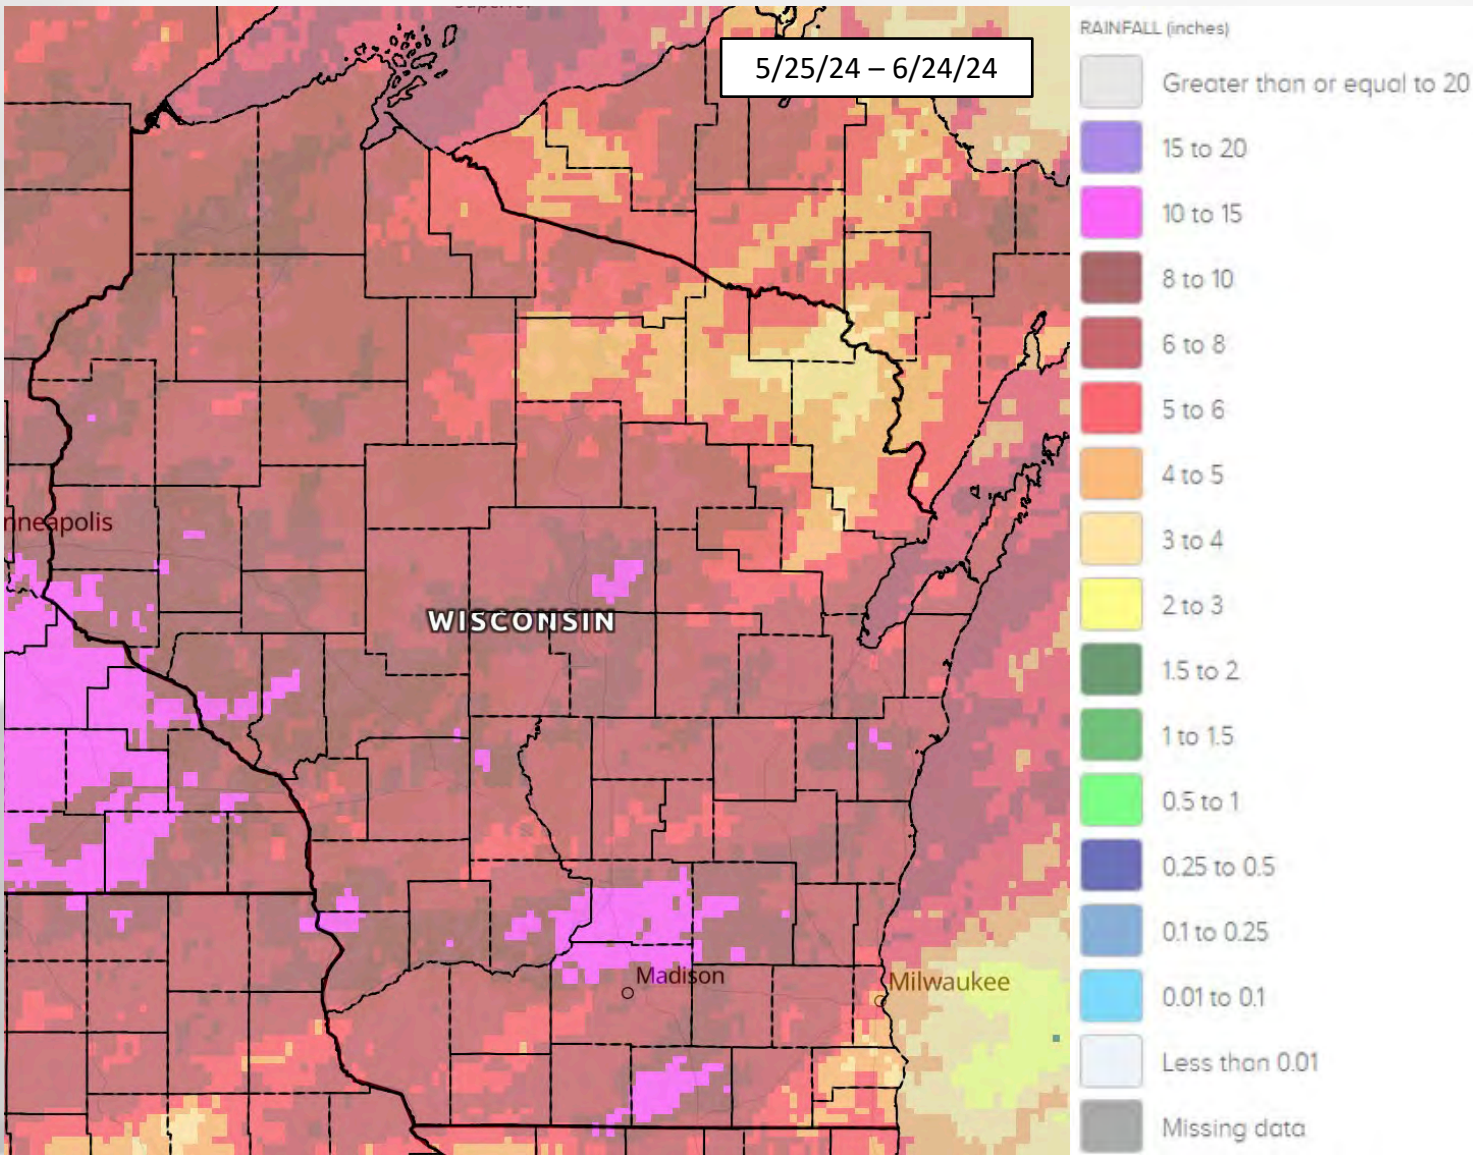 Superior
5/25/24 – 6/24/24
nneapolis
WISCONSIN
Madison
Milwaukee
RAINFALL (inches)
Greater than or equal to 20
15 to 20
10 to 15
8 to 10
6 to 8
5 to 6
4 to 5
3 to 4
2 to 3
1.5 to 2
1 to 1.5
0.5 to 1
0.25 to 0.5
0.1 to 0.25
0.01 to 0.1
Less than 0.01
Missing data